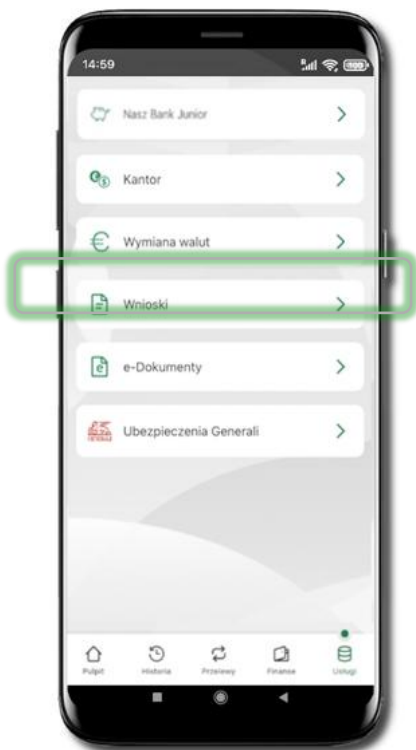 14:59
Nasz Bank Junior
Kantor
Wymiana walut
Wnioski
e-Dokumenty
Ubezpieczenia Generali
Pulpit Historia Przelewy Finanse Usługi